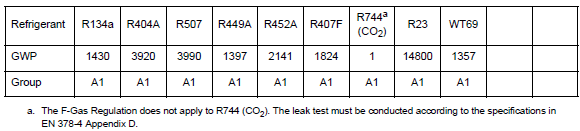 Refrigerant R134a R404A R507 R449A R452A R407F R744a (CO2) R23 WT69
GWP 1430 3920 3990 1397 2141 1824 1 14800 1357
Group A1 A1 A1 A1 A1 A1 A1 A1 A1
a. The F-Gas Regulation does not apply to R744 (CO2). The leak test must be conducted according to the specifications in
EN 378-4 Appendix D.